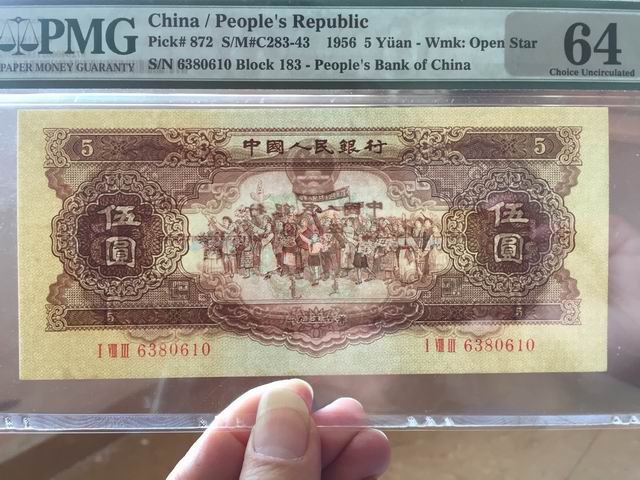 PMG
PAPER MONEY GUARANTY
China / People's Republic
Pick# 872 S/M#C283-43 1956 5 Yüan - Wmk: Open Star
S/N 6380610 Block 183 - People's Bank of China
64
Choice Uncirculated
5 中國人民銀行 5
伍圓
伍圓
5 5
I VIII III 6380610
I VIII III 6380610